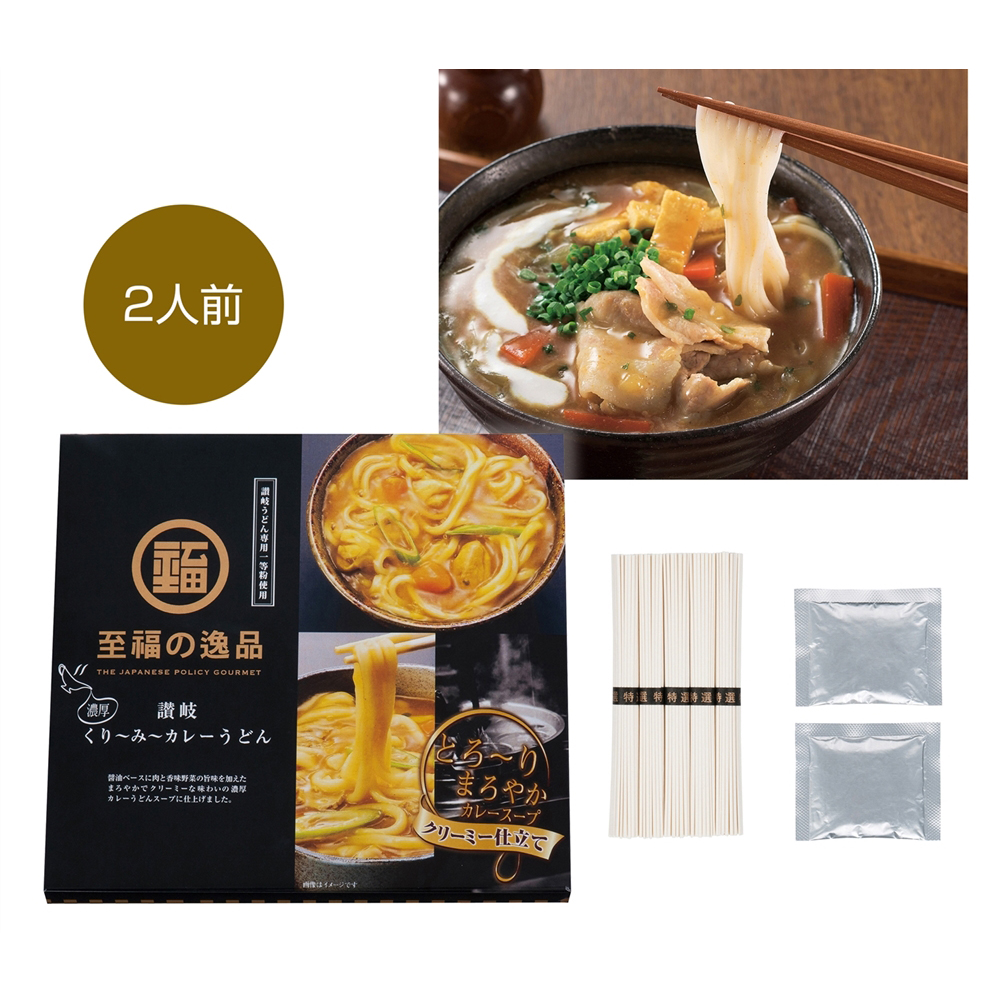 2人前
讃岐うどん専用一等粉使用
福
至福の逸品
THE JAPANESE POLICY GOURMET
濃厚
讃岐
くり〜み〜カレーうどん
醤油ベースに肉と香味野菜の旨味を加えた
まろやかでクリーミーな味わいの濃厚
カレーうどんスープに仕上げました。
とろ〜り
まろやか
カレースープ
クリーミー仕立て
画像はイメージです
特選 特選 特選